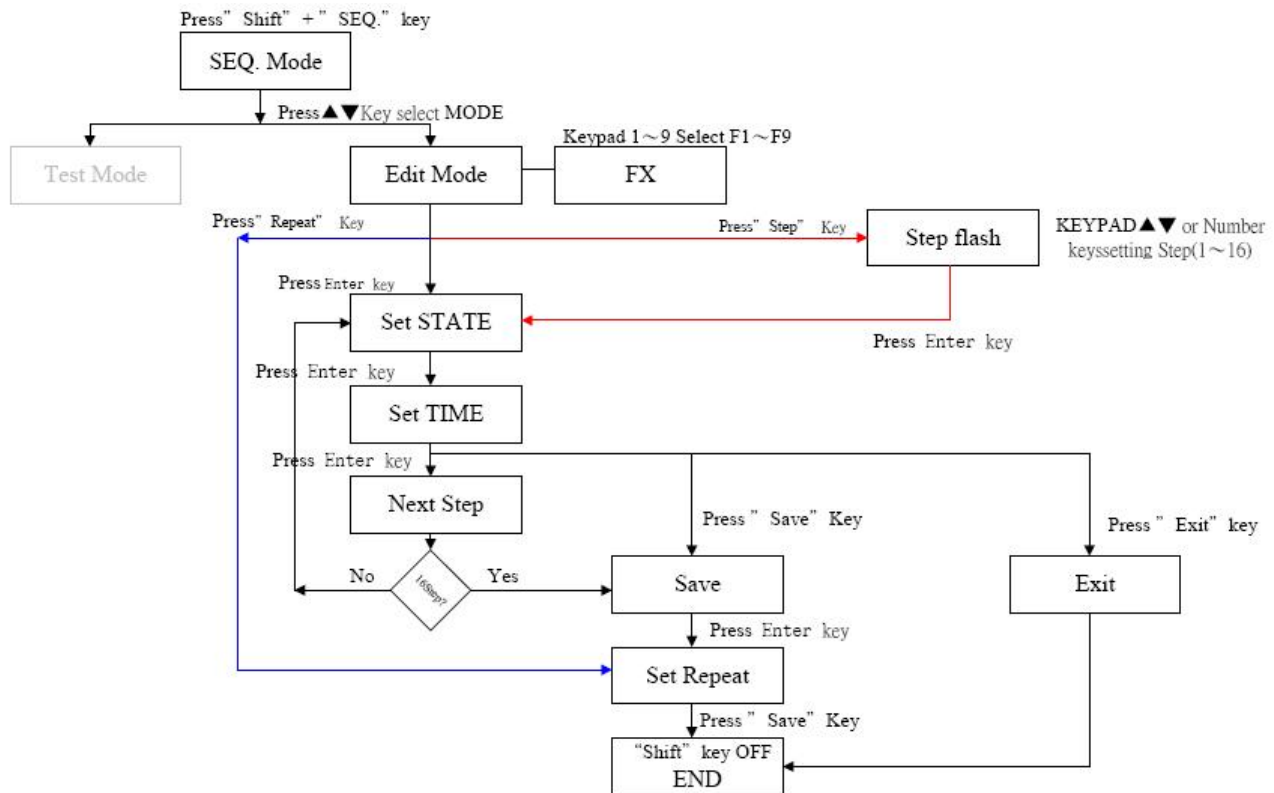 Press” Shift” +” SEQ.” key
SEQ. Mode
Press▲▼Key select MODE
Keypad 1～9 Select F1～F9
Test Mode
Edit Mode
FX
Press” Repeat” Key
Press” Step” Key
Step flash
KEYPAD▲▼ or Number
keyssetting Step(1～16)
Press Enter key
Set STATE
Press Enter key
Press Enter key
Set TIME
Press Enter key
Next Step
Press ” Save” Key
Press ” Exit” key
No
16Step?
Yes
Save
Exit
Press Enter key
Set Repeat
Press ” Save” Key
“Shift” key OFF
END